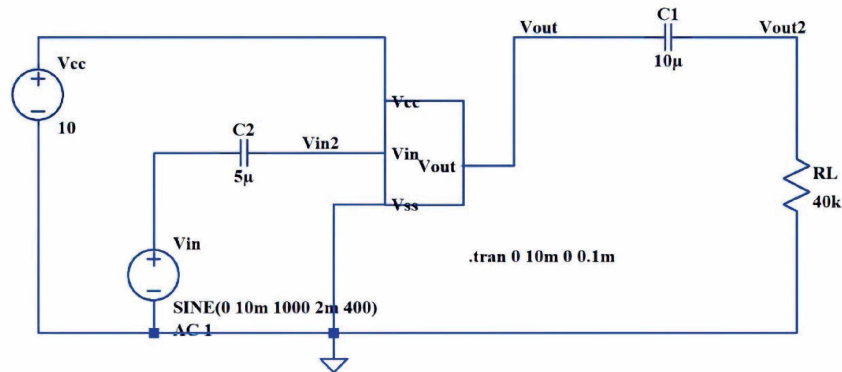 C1
Vout
Vout2
10µ
Vcc
Vcc
10
C2
Vin2
Vin
Vout
5µ
RL
Vss
40k
Vin
.tran 0 10m 0 0.1m
SINE(0 10m 1000 2m 400)
AC 1